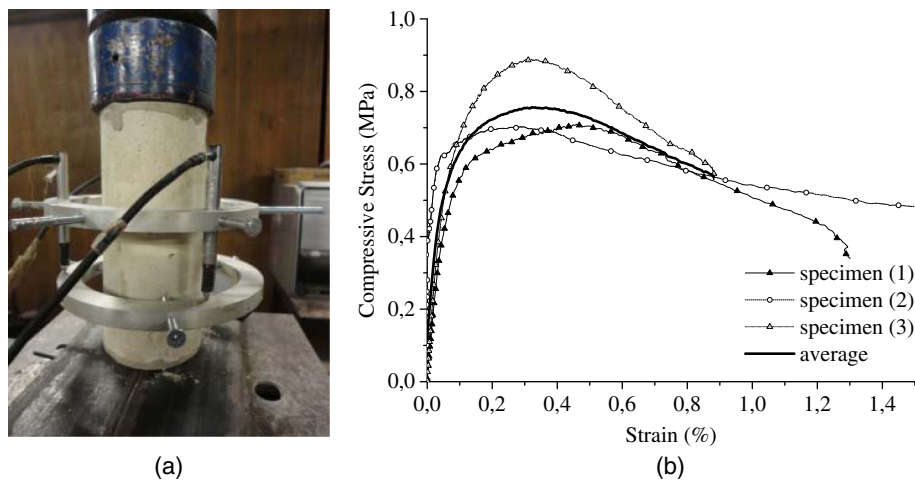 1,0
0,8
0,6
0,4
0,2
0,0
Compressive Stress (MPa)
specimen (1)
specimen (2)
specimen (3)
average
0,0 0,2 0,4 0,6 0,8 1,0 1,2 1,4
Strain (%)
(a) (b)